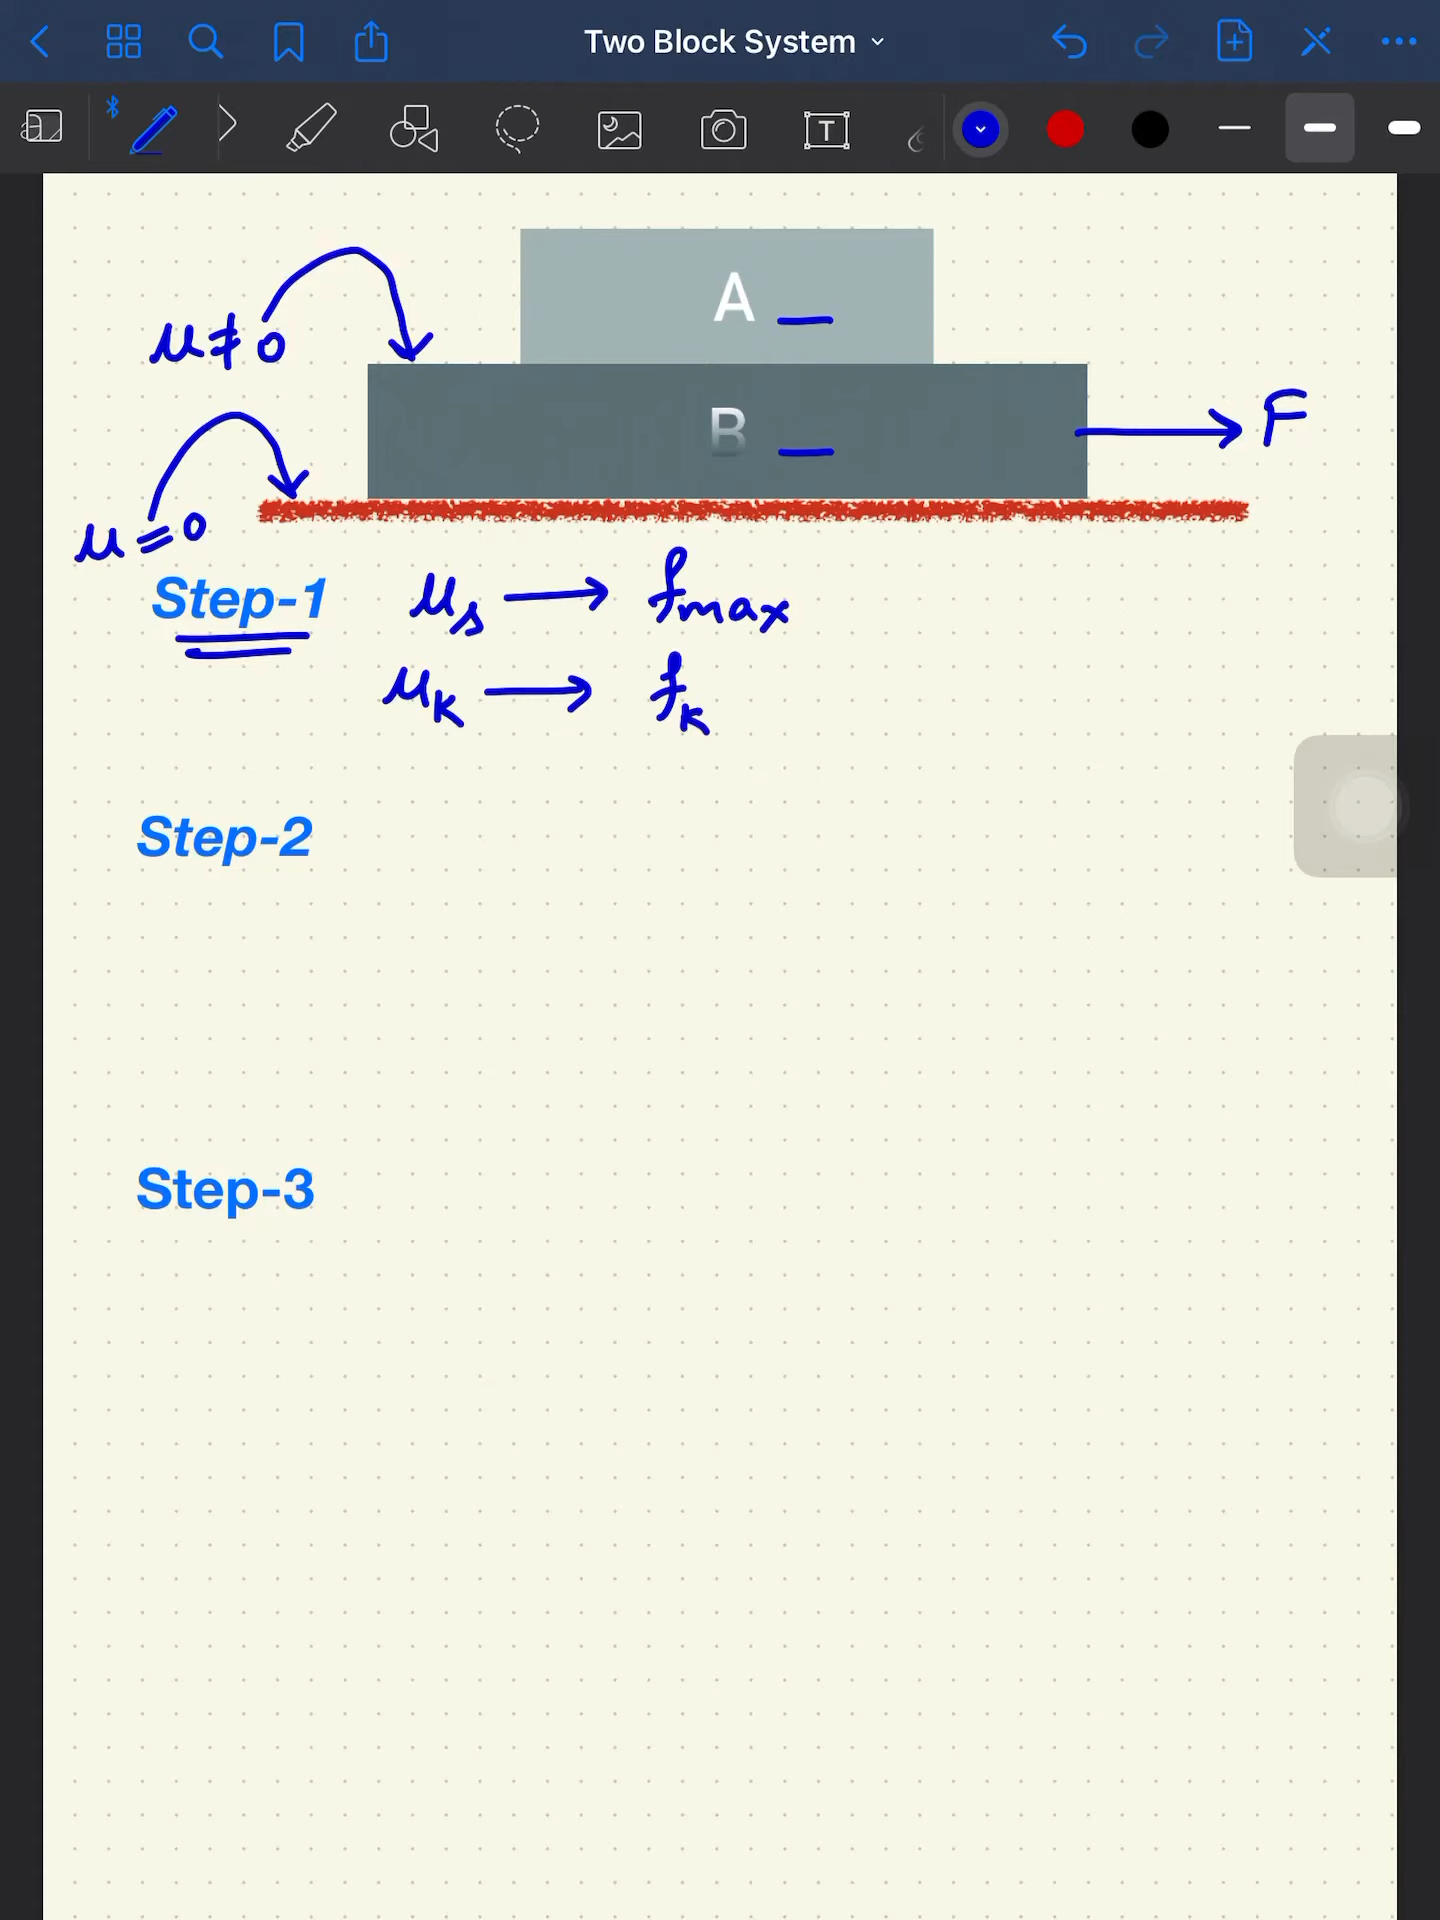 Two Block System
T
A
μ ≠ 0
B
F
μ = 0
Step-1 μs → fmax
μK → fK
Step-2
Step-3